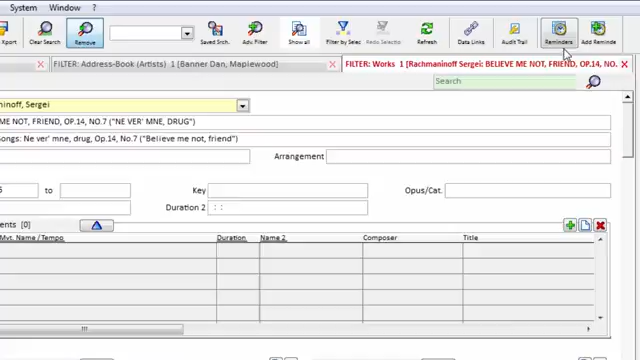 System Window ?
Xport Clear Search Remove Saved Srch. Adv. Filter Show all Filter by Selec Redo Selectio Refresh Data Links Audit Trail Reminders Add Reminde
FILTER: Address-Book (Artists) 1 [Banner Dan, Maplewood] FILTER: Works 1 [Rachmaninoff Sergei: BELIEVE ME NOT, FRIEND, OP.14, NO.
Search
ninoff, Sergei
ME NOT, FRIEND, OP.14, NO.7 ("NE VER' MNE, DRUG")
Songs: Ne ver' mne, drug, Op.14, No.7 ("Believe me not, friend")
Arrangement
to Key Opus/Cat.
Duration 2 : :
ents [0]
Mvt. Name / Tempo Duration Name 2 Composer Title